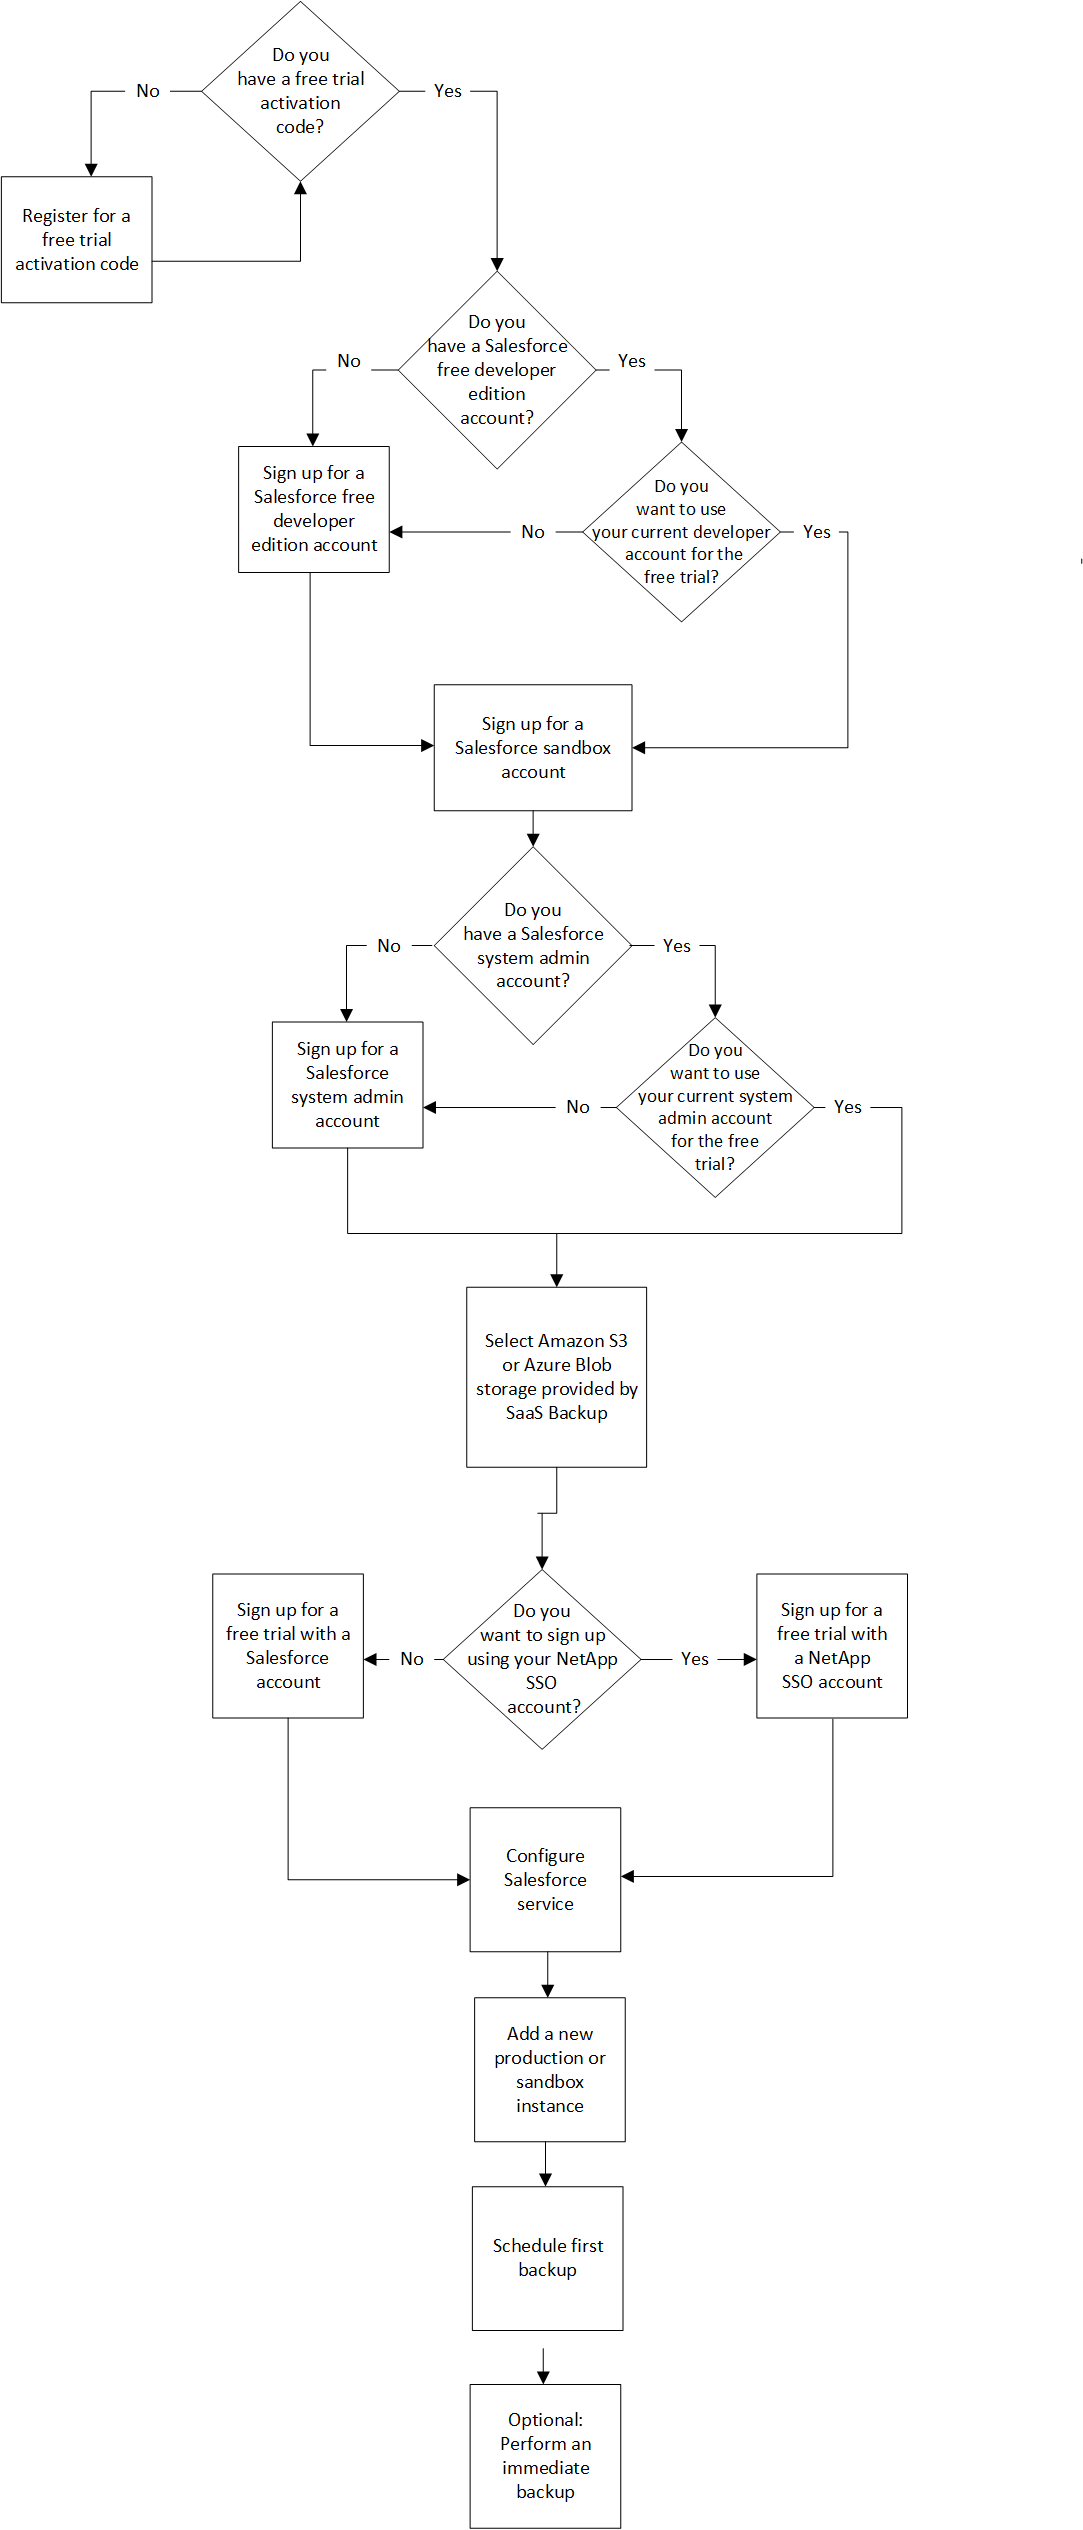 Do you
have a free trial
activation
code?
No
Yes
Register for a
free trial
activation code
Do you
have a Salesforce
free developer
edition
account?
No
Yes
Sign up for a
Salesforce free
developer
edition account
Do you
want to use
your current developer
account for the
free trial?
No
Yes
Sign up for a
Salesforce sandbox
account
Do you
have a Salesforce
system admin
account?
No
Yes
Sign up for a
Salesforce
system admin
account
Do you
want to use
your current system
admin account
for the free
trial?
No
Yes
Select Amazon S3
or Azure Blob
storage provided by
SaaS Backup
Sign up for a
free trial with a
Salesforce
account
No
Do you
want to sign up
using your NetApp
SSO
account?
Yes
Sign up for a
free trial with
a NetApp
SSO account
Configure
Salesforce
service
Add a new
production or
sandbox
instance
Schedule first
backup
Optional:
Perform an
immediate
backup